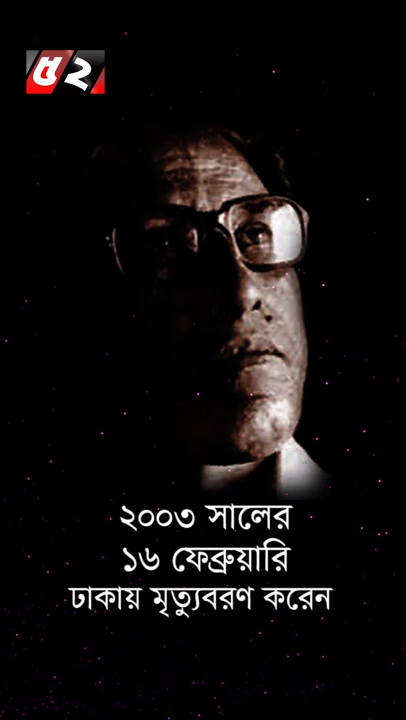 ৫২
২০০৩ সালের
১৬ ফেব্রুয়ারি
ঢাকায় মৃত্যুবরণ করেন